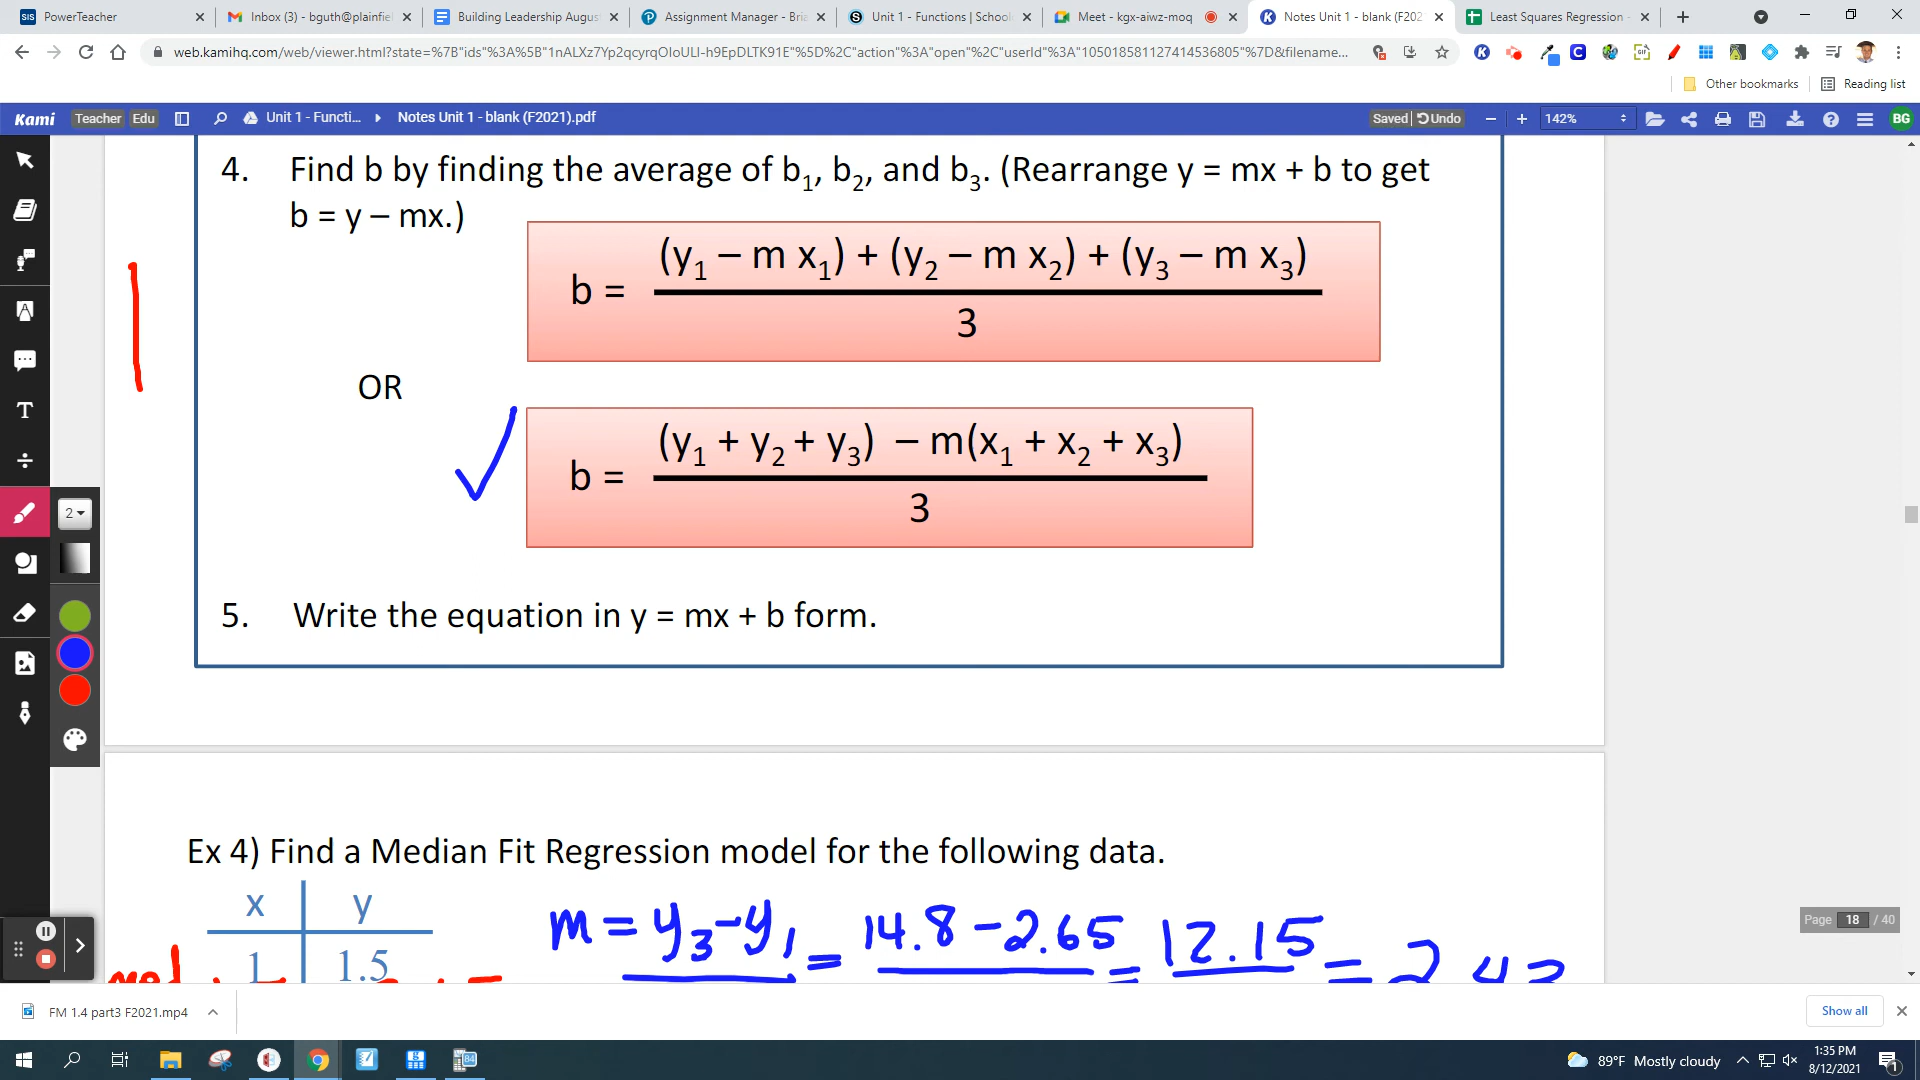 PowerTeacher
Inbox (3) - bguth@plainfie
Building Leadership Augus
Assignment Manager - Bria
Unit 1 - Functions | School
Meet - kgx-aiwz-moq
Notes Unit 1 - blank (F202
Least Squares Regression -
web.kamihq.com/web/viewer.html?state=%7B"ids"%3A%5B"1nALXz7Yp2qcyrqOIoULI-h9EpDLTK91E"%5D%2C"action"%3A"open"%2C"userId"%3A"105018581127414536805"%7D&filename...
Other bookmarks
Reading list
Kami Teacher Edu Unit 1 - Functi... Notes Unit 1 - blank (F2021).pdf Saved Undo 142% BG
4. Find b by finding the average of b₁, b₂, and b₃. (Rearrange y = mx + b to get
b = y – mx.)
b = (y₁ – m x₁) + (y₂ – m x₂) + (y₃ – m x₃)
3
OR
b = (y₁ + y₂ + y₃) – m(x₁ + x₂ + x₃)
3
5. Write the equation in y = mx + b form.
2
Ex 4) Find a Median Fit Regression model for the following data.
x y
1 1.5
m = y₃-y₁ = 14.8 - 2.65 = 12.15 = 2.43
Page 18 / 40
FM 1.4 part3 F2021.mp4
Show all
89°F Mostly cloudy
1:35 PM
8/12/2021